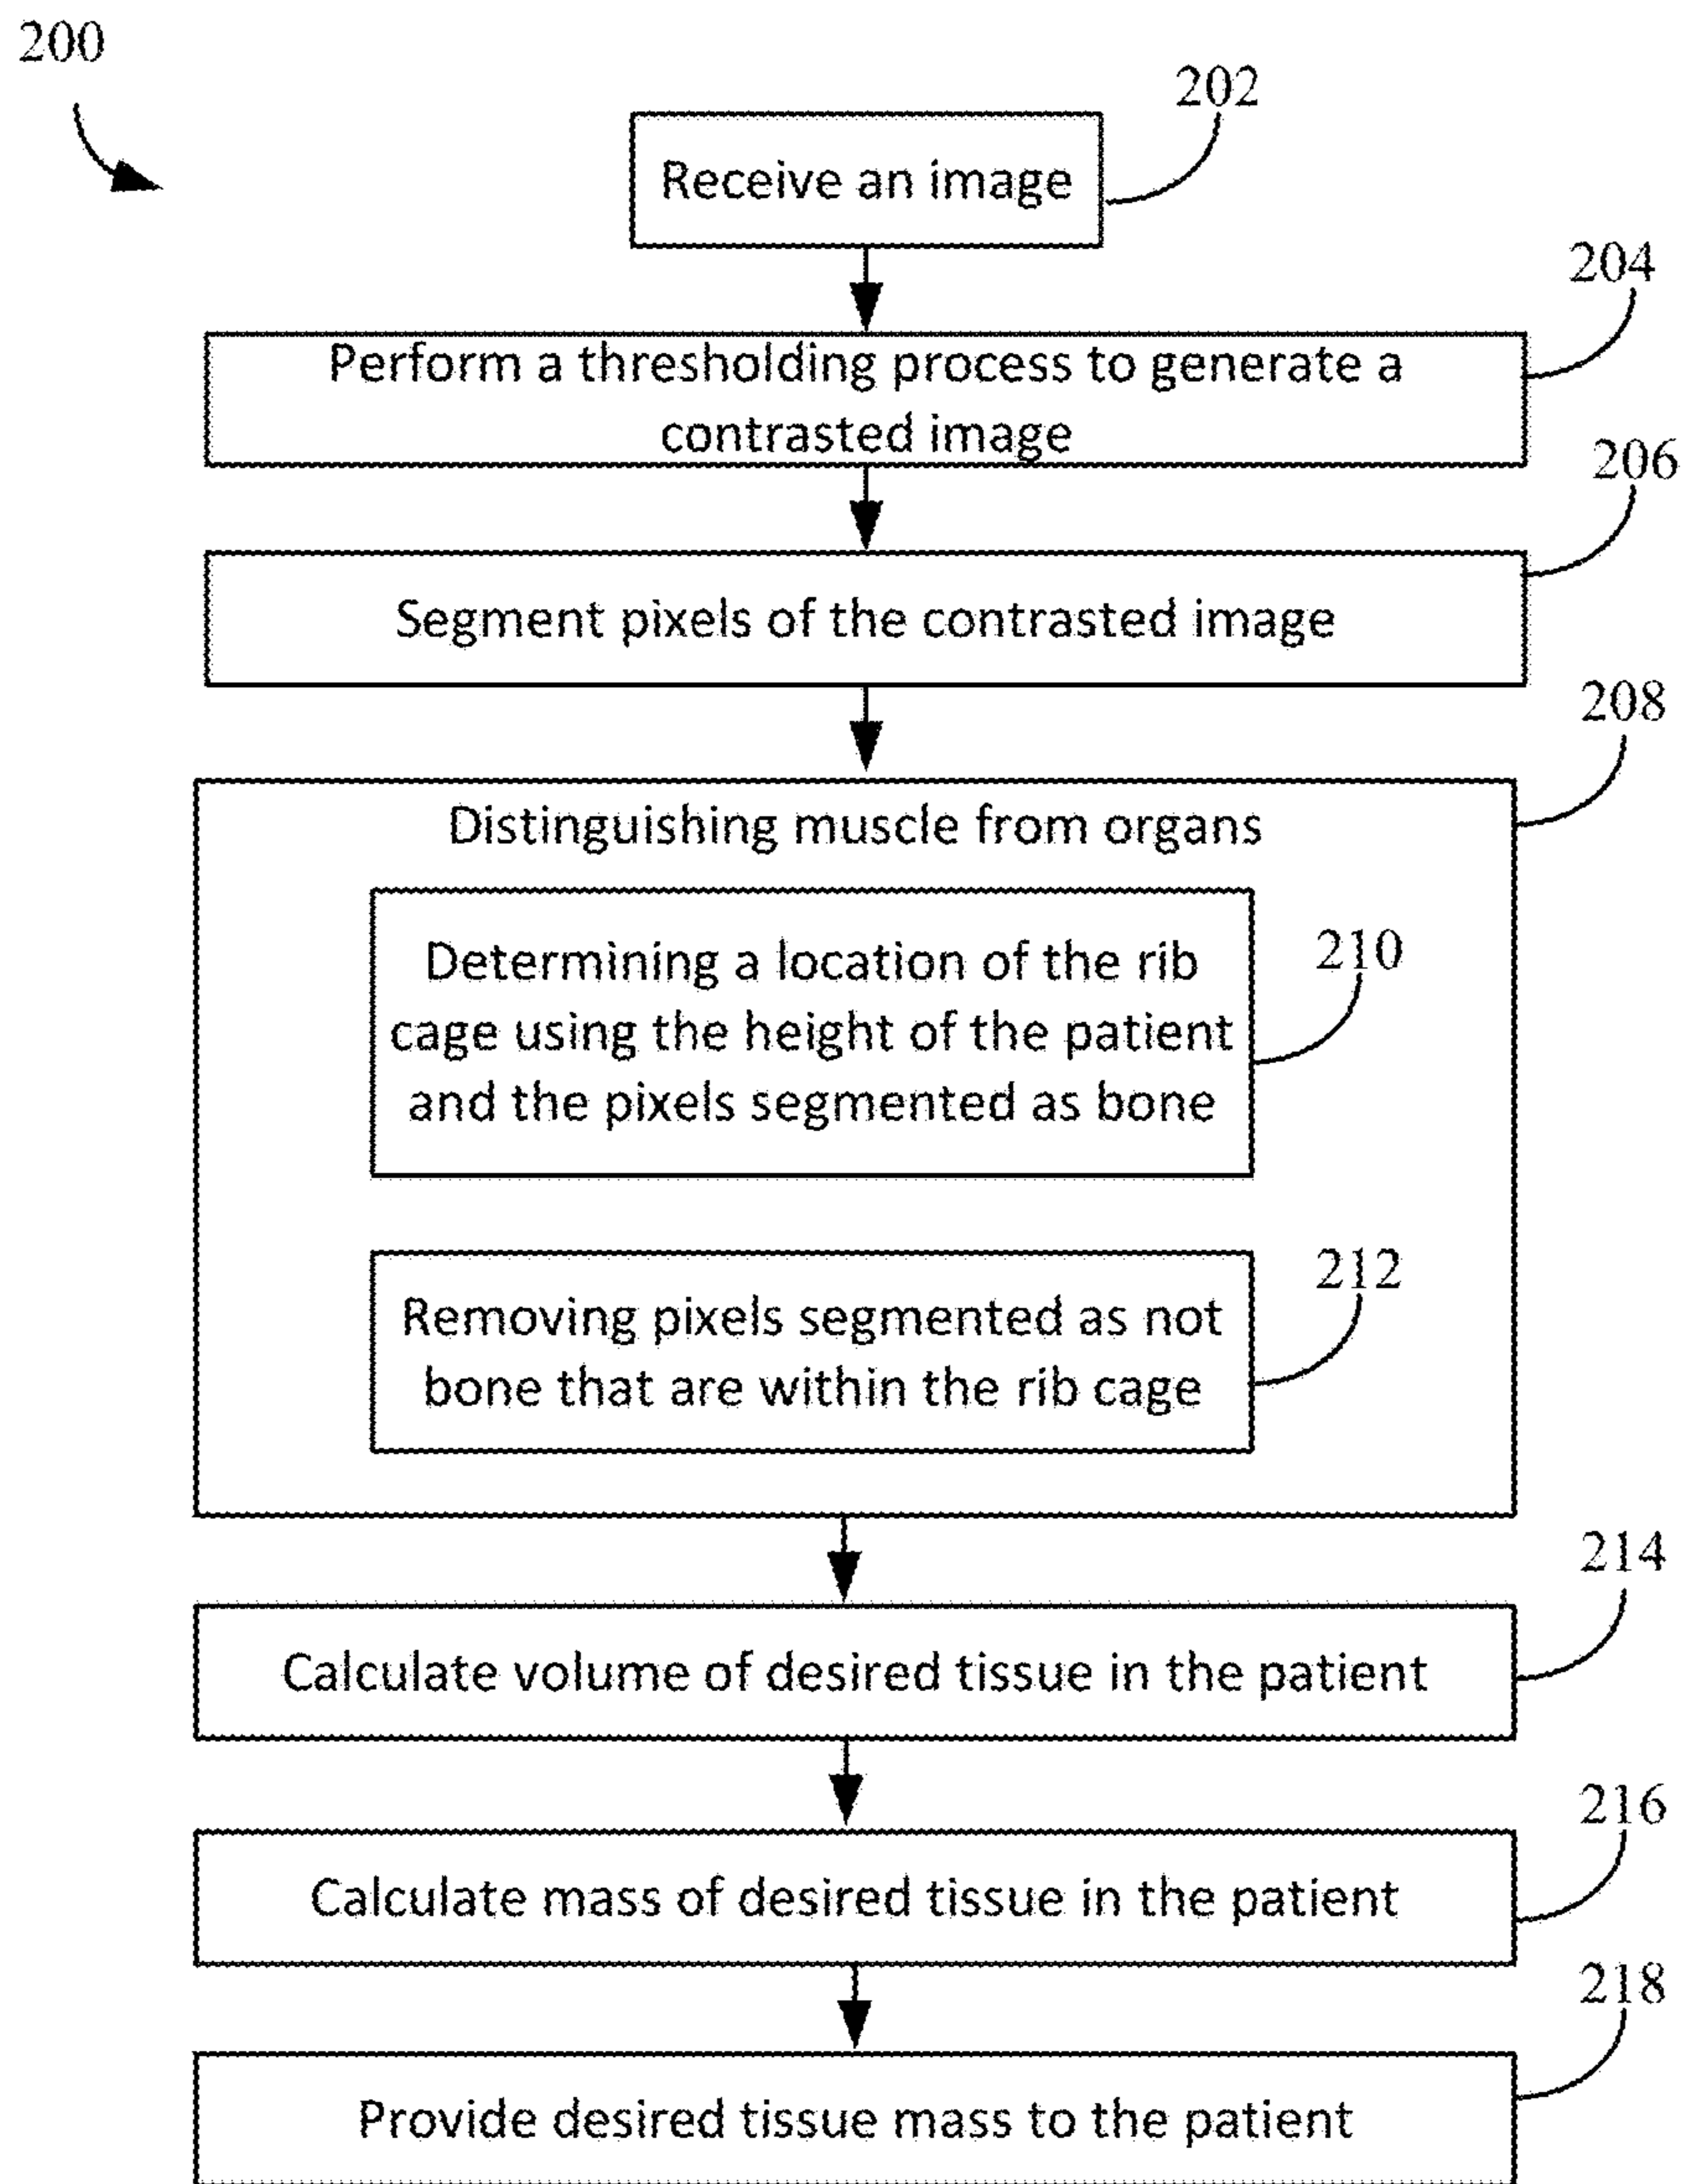 200
202
Receive an image
204
Perform a thresholding process to generate a
contrasted image
206
Segment pixels of the contrasted image
208
Distinguishing muscle from organs
210
Determining a location of the rib
cage using the height of the patient
and the pixels segmented as bone
212
Removing pixels segmented as not
bone that are within the rib cage
214
Calculate volume of desired tissue in the patient
216
Calculate mass of desired tissue in the patient
218
Provide desired tissue mass to the patient